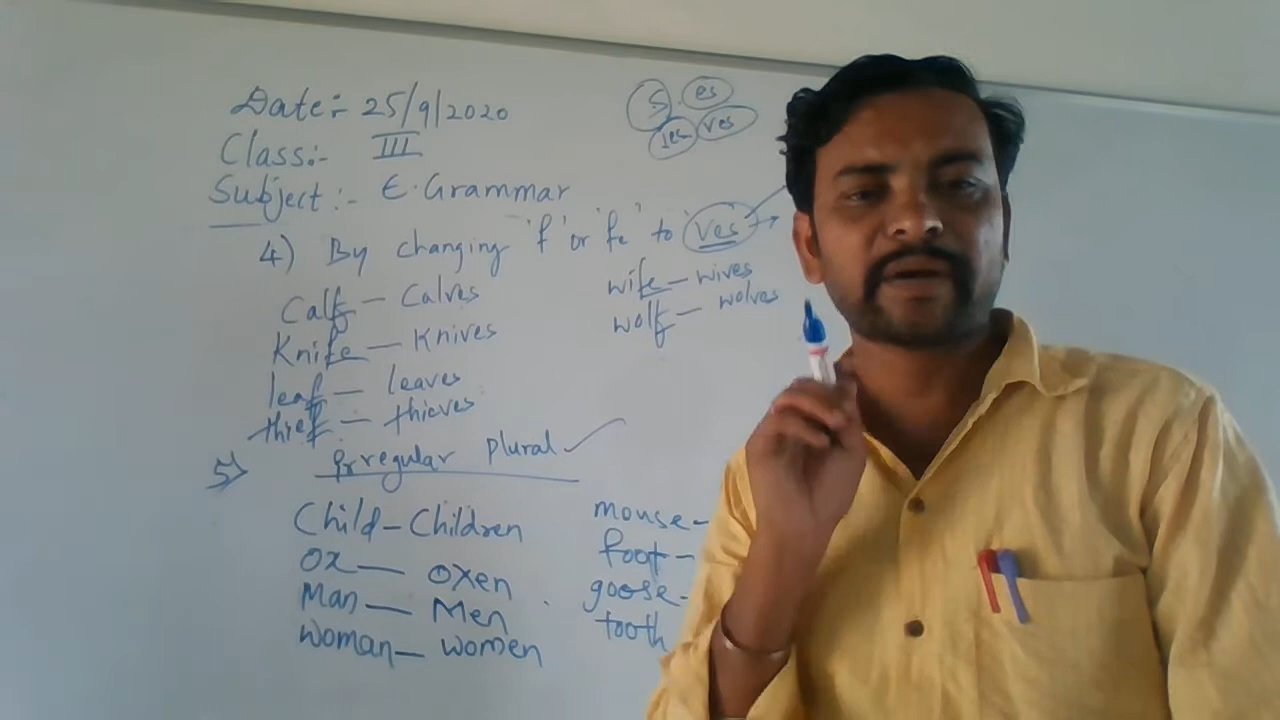 Date:- 25/9/2020
s es
ies ves
Class:- III
Subject:- E. Grammar
4) By changing 'f' or 'fe' to 'ves'
Calf — Calves
Knife — Knives
leaf — leaves
thief — thieves
wife — wives
wolf — wolves
5) Irregular plural
Child — Children
Ox — Oxen
Man — Men
Woman — women
mouse -
foot -
goose -
tooth